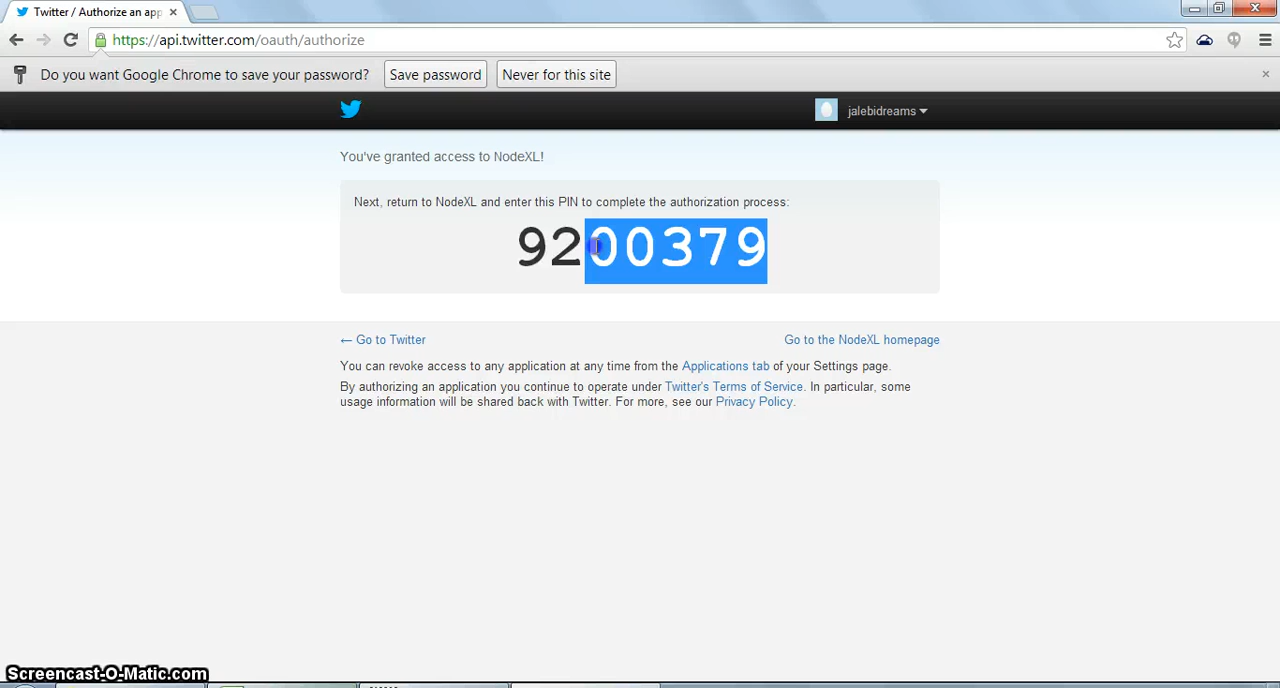 Twitter / Authorize an app
https://api.twitter.com/oauth/authorize
Do you want Google Chrome to save your password? Save password Never for this site
jalebidreams
You've granted access to NodeXL!
Next, return to NodeXL and enter this PIN to complete the authorization process:
9200379
← Go to Twitter Go to the NodeXL homepage
You can revoke access to any application at any time from the Applications tab of your Settings page.
By authorizing an application you continue to operate under Twitter's Terms of Service. In particular, some
usage information will be shared back with Twitter. For more, see our Privacy Policy.
Screencast-O-Matic.com